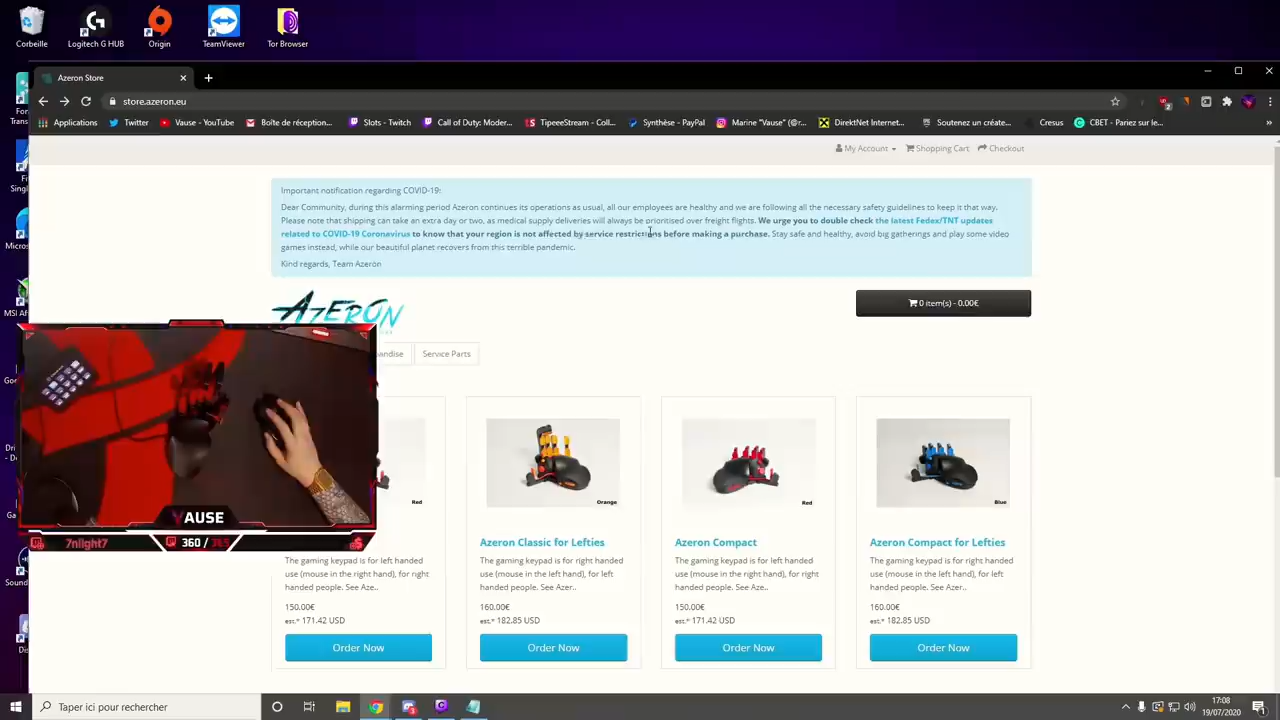 Corbeille
Logitech G HUB
Origin
TeamViewer
Tor Browser
Azeron Store
store.azeron.eu
Applications
Twitter
Vause - YouTube
Boîte de réception...
Slots - Twitch
Call of Duty: Moder...
TipeeeStream - Coll...
Synthèse - PayPal
Marine "Vause" (@r...
DirektNet Internet...
Soutenez un créate...
Cresus
CBET - Pariez sur le...
»
My Account
Shopping Cart
Checkout
Important notification regarding COVID-19:
Dear Community, during this alarming period Azeron continues its operations as usual, all our employees are healthy and we are following all the necessary safety guidelines to keep it that way.
Please note that shipping can take an extra day or two, as medical supply deliveries will always be prioritised over freight flights. We urge you to double check the latest Fedex/TNT updates
related to COVID-19 Coronavirus to know that your region is not affected by service restrictions before making a purchase. Stay safe and healthy, avoid big gatherings and play some video
games instead, while our beautiful planet recovers from this terrible pandemic.
Kind regards, Team Azeron
AZERON
0 item(s) - 0.00€
Service Parts
Red
Orange
Red
Blue
VAUSE
7nlight7
360 /
Azeron Classic for Lefties
Azeron Compact
Azeron Compact for Lefties
The gaming keypad is for left handed
use (mouse in the right hand), for right
handed people. See Aze..
150.00€
est.* 171.42 USD
Order Now
The gaming keypad is for right handed
use (mouse in the left hand), for left
handed people. See Azer..
160.00€
est.* 182.85 USD
Order Now
The gaming keypad is for left handed
use (mouse in the right hand), for right
handed people. See Aze..
150.00€
est.* 171.42 USD
Order Now
The gaming keypad is for right handed
use (mouse in the left hand), for left
handed people. See Azer..
160.00€
est.* 182.85 USD
Order Now
Taper ici pour rechercher
17:08
19/07/2020